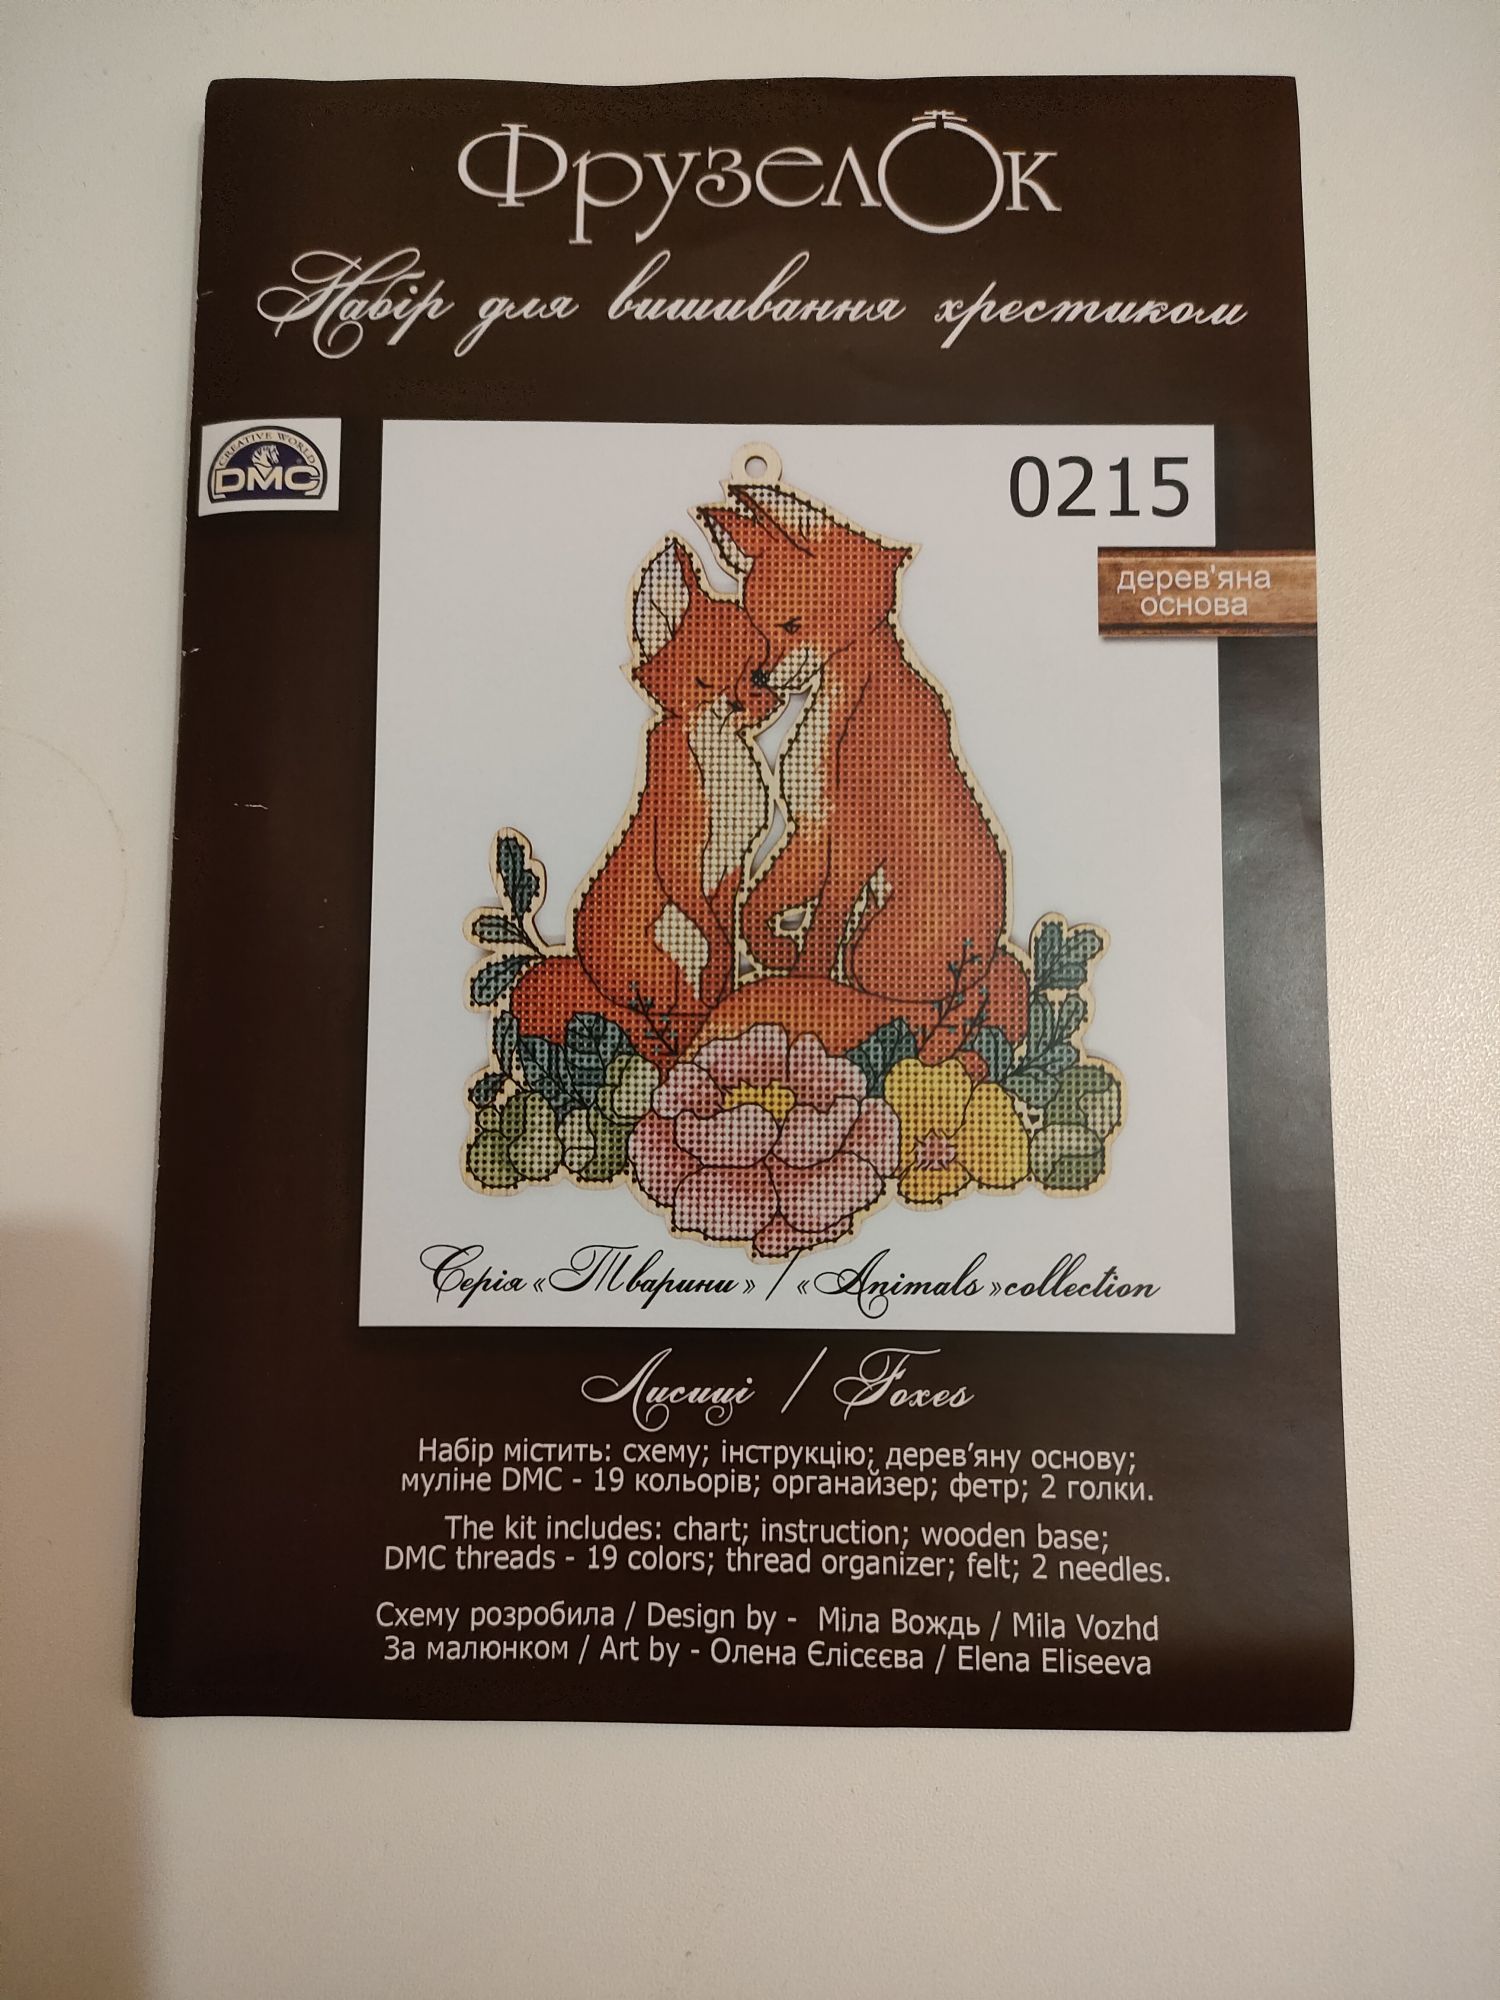 ФрузелОк
Набір для вишивання хрестиком
CREATIVE WORLD
DMC
0215
дерев'яна
основа
Серія «Тварини» / «Animals» collection
Лисиці / Foxes
Набір містить: схему; інструкцію; дерев’яну основу;
муліне DMC - 19 кольорів; органайзер; фетр; 2 голки.
The kit includes: chart; instruction; wooden base;
DMC threads - 19 colors; thread organizer; felt; 2 needles.
Схему розробила / Design by - Міла Вождь / Mila Vozhd
За малюнком / Art by - Олена Єлісєєва / Elena Eliseeva